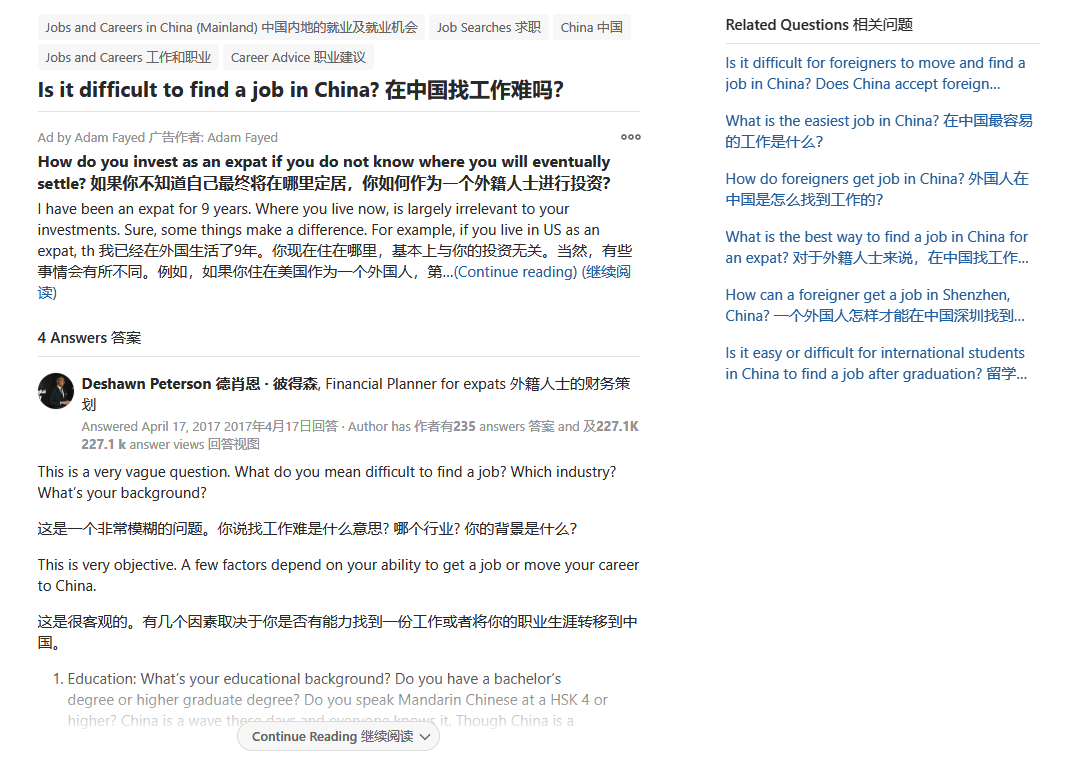 Jobs and Careers in China (Mainland) 中国内地的就业及就业机会
Job Searches 求职
China 中国
Jobs and Careers 工作和职业
Career Advice 职业建议
Is it difficult to find a job in China? 在中国找工作难吗?
Ad by Adam Fayed 广告作者: Adam Fayed
How do you invest as an expat if you do not know where you will eventually
settle? 如果你不知道自己最终将在哪里定居，你如何作为一个外籍人士进行投资?
I have been an expat for 9 years. Where you live now, is largely irrelevant to your
investments. Sure, some things make a difference. For example, if you live in US as an
expat, th 我已经在外国生活了9年。你现在住在哪里，基本上与你的投资无关。当然，有些
事情会有所不同。例如，如果你住在美国作为一个外国人，第...(Continue reading) (继续阅
读)
4 Answers 答案
Deshawn Peterson 德肖恩 · 彼得森, Financial Planner for expats 外籍人士的财务策
划
Answered April 17, 2017 2017年4月17日回答 · Author has 作者有235 answers 答案 and 及227.1K
227.1 k answer views 回答视图
This is a very vague question. What do you mean difficult to find a job? Which industry?
What's your background?
这是一个非常模糊的问题。你说找工作难是什么意思? 哪个行业? 你的背景是什么?
This is very objective. A few factors depend on your ability to get a job or move your career
to China.
这是很客观的。有几个因素取决于你是否有能力找到一份工作或者将你的职业生涯转移到中
国。
1. Education: What's your educational background? Do you have a bachelor's
degree or higher graduate degree? Do you speak Mandarin Chinese at a HSK 4 or
higher? China is a wave these days and everyone knows it. Though China is a
Continue Reading 继续阅读
Related Questions 相关问题
Is it difficult for foreigners to move and find a
job in China? Does China accept foreign...
What is the easiest job in China? 在中国最容易
的工作是什么?
How do foreigners get job in China? 外国人在
中国是怎么找到工作的?
What is the best way to find a job in China for
an expat? 对于外籍人士来说，在中国找工作...
How can a foreigner get a job in Shenzhen,
China? 一个外国人怎样才能在中国深圳找到...
Is it easy or difficult for international students
in China to find a job after graduation? 留学...